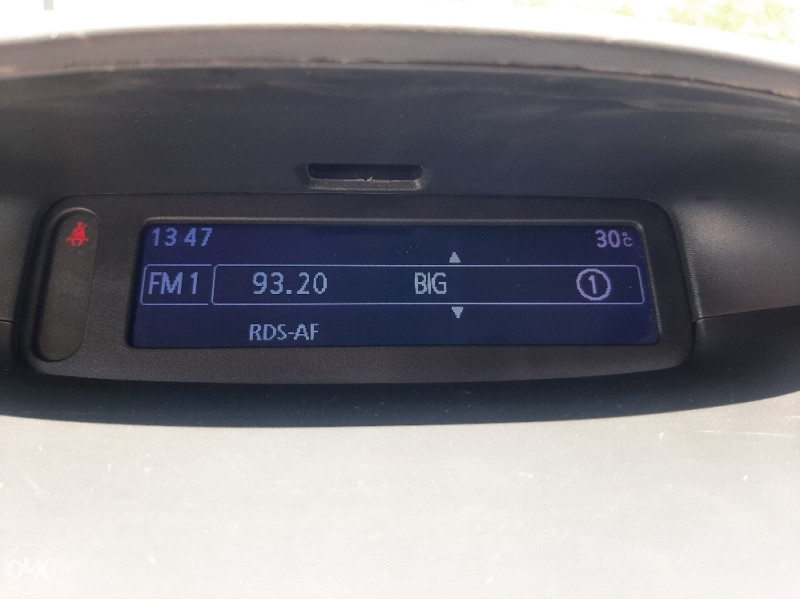 13 47 30°C
FM 1 93.20 BIG 1
RDS-AF
OLX